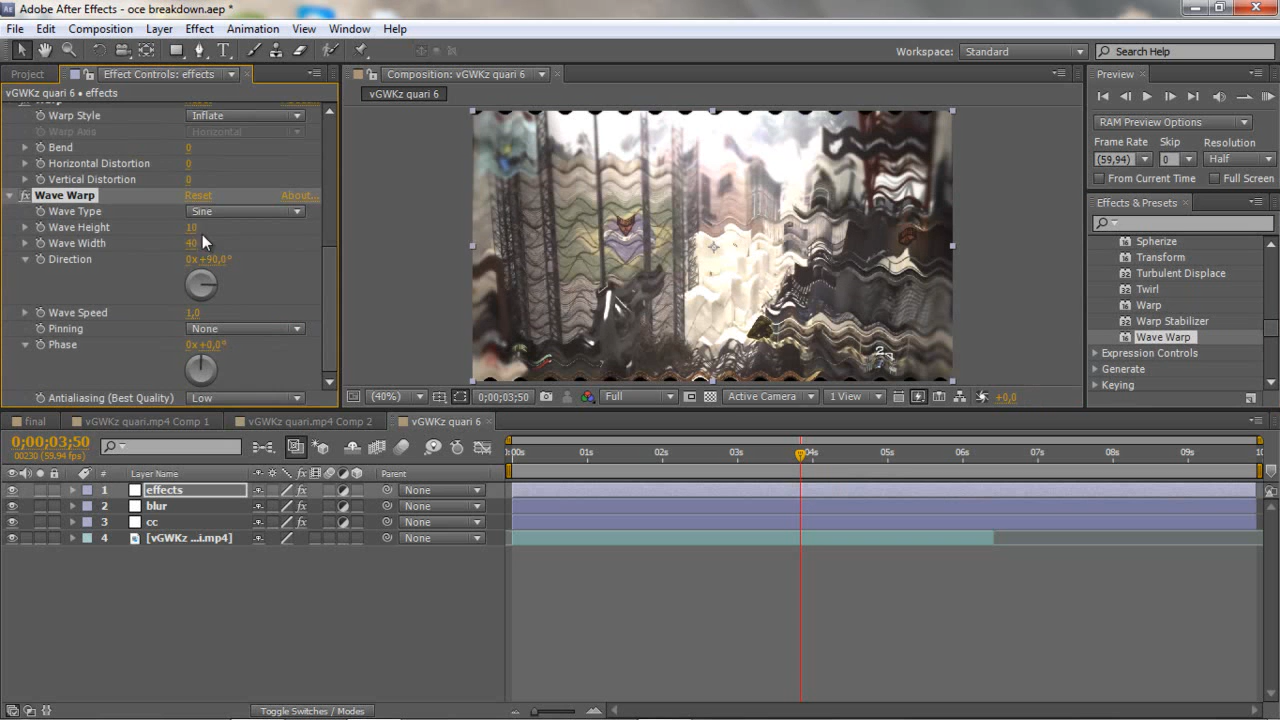 Adobe After Effects - oce breakdown.aep *
File Edit Composition Layer Effect Animation View Window Help
Workspace: Standard Search Help
Project Effect Controls: effects Composition: vGWKz quari 6 Preview
vGWKz quari 6 • effects vGWKz quari 6
Warp Style Inflate RAM Preview Options
Warp Axis Horizontal Frame Rate Skip Resolution
Bend 0 (59,94) 0 Half
Horizontal Distortion 0 From Current Time Full Screen
Vertical Distortion 0
Wave Warp Reset About... Effects & Presets
Wave Type Sine
Wave Height 10 Spherize
Wave Width 40 Transform
Direction 0x+90,0° Turbulent Displace
Twirl
Warp
Wave Speed 1,0 Warp Stabilizer
Pinning None Wave Warp
Phase 0x+0,0° Expression Controls
Generate
Keying
Antialiasing (Best Quality) Low (40%) 0;00;03;50 Full Active Camera 1 View +0,0
final vGWKz quari.mp4 Comp 1 vGWKz quari.mp4 Comp 2 vGWKz quari 6
0;00;03;50
00230 (59.94 fps) 00s 01s 02s 03s 04s 05s 06s 07s 08s 09s 10
# Layer Name Parent
1 effects None
2 blur None
3 cc None
4 [vGWKz ...i.mp4] None
Toggle Switches / Modes